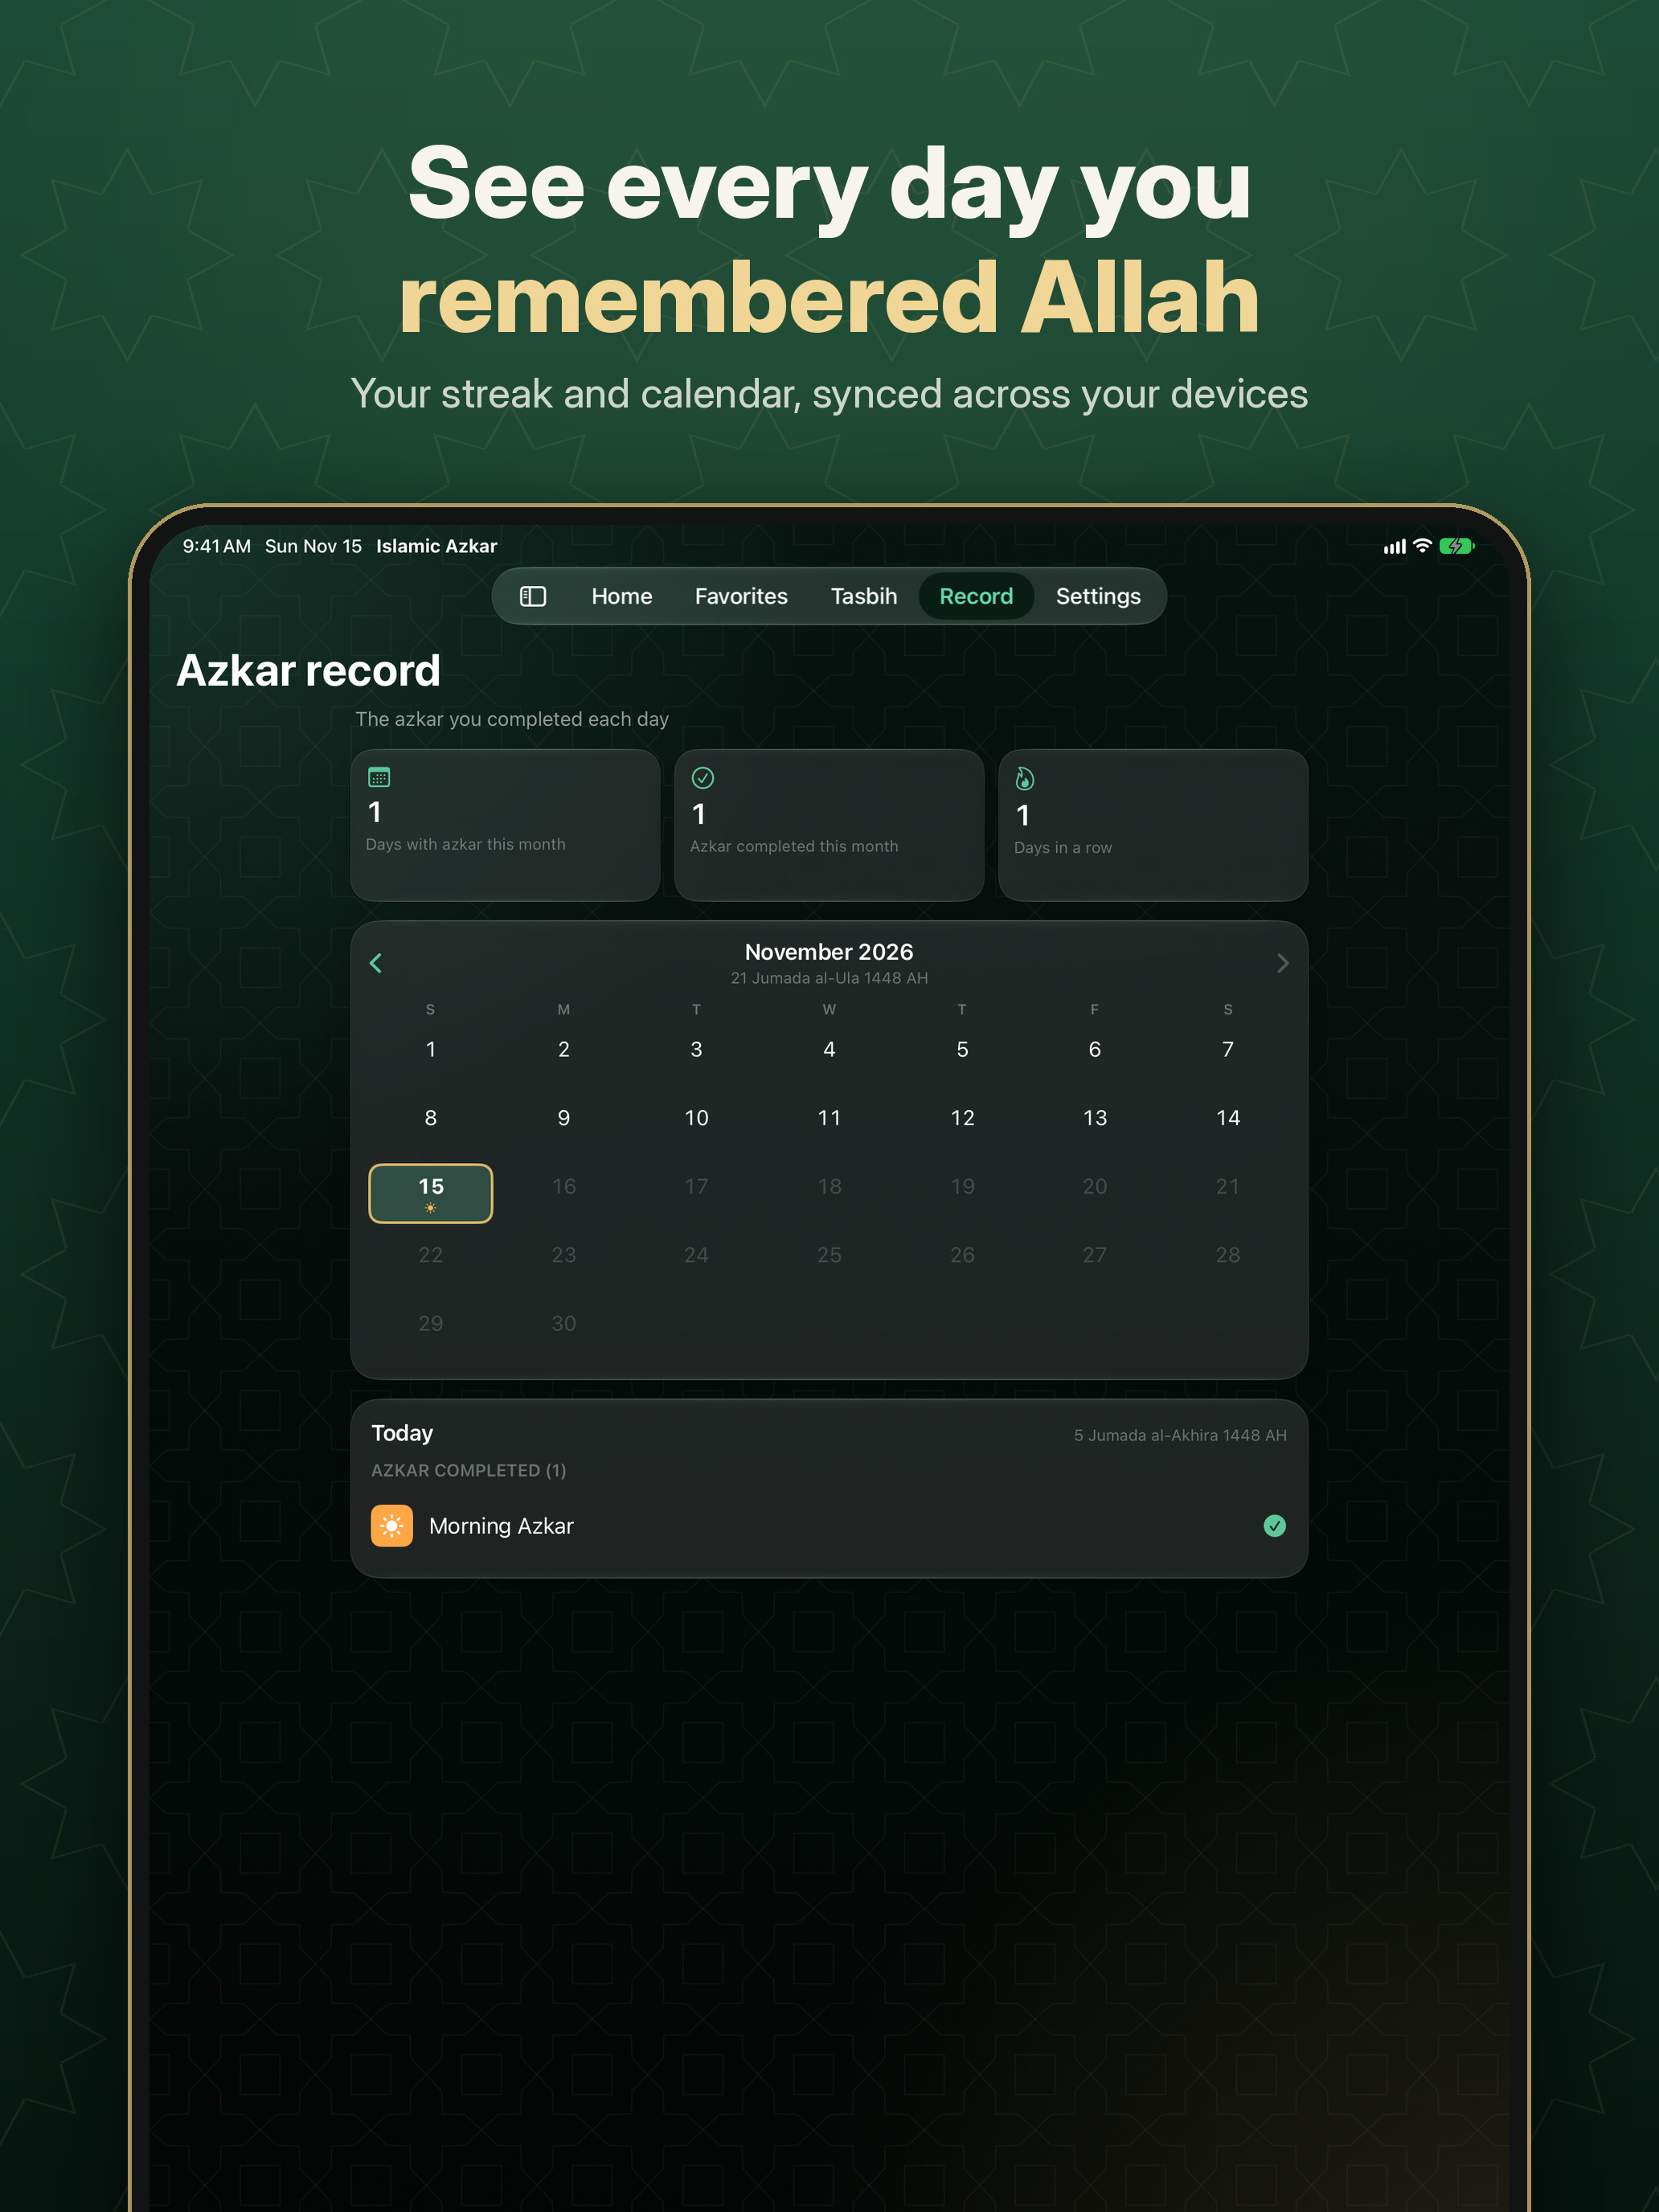 See every day you
remembered Allah
Your streak and calendar, synced across your devices
9:41 AM Sun Nov 15 Islamic Azkar
Home Favorites Tasbih Record Settings
Azkar record
The azkar you completed each day
1
Days with azkar this month
1
Azkar completed this month
1
Days in a row
November 2026
21 Jumada al-Ula 1448 AH
S M T W T F S
1 2 3 4 5 6 7
8 9 10 11 12 13 14
15 16 17 18 19 20 21
22 23 24 25 26 27 28
29 30
Today 5 Jumada al-Akhira 1448 AH
AZKAR COMPLETED (1)
Morning Azkar